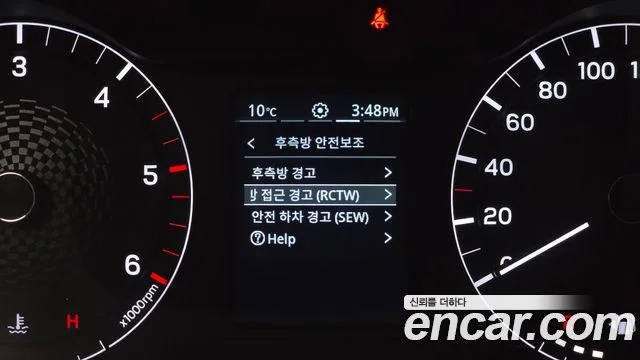 3
4
5
6
x1000rpm
H
10°C
3:48PM
< 후측방 안전보조
후측방 경고 >
방 접근 경고 (RCTW) >
안전 하차 경고 (SEW) >
? Help >
100
80
60
40
20
신뢰를 더하다
encar.com